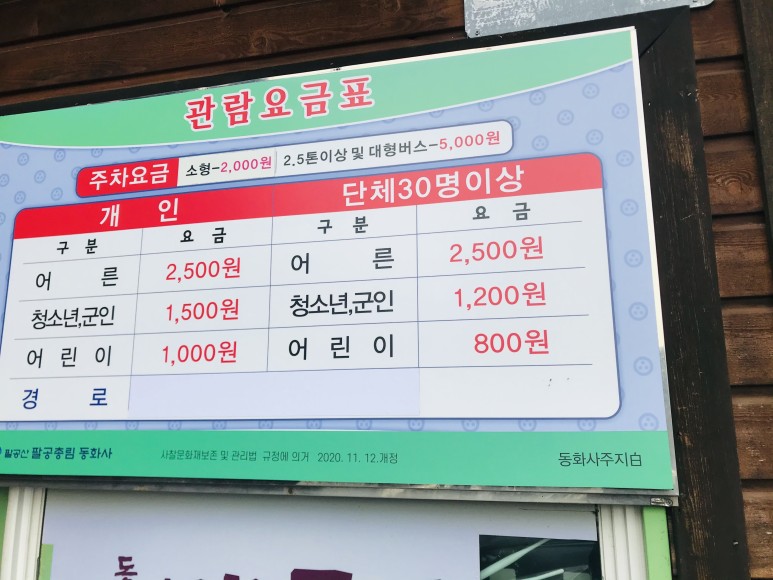 관람요금표
주차요금 소형-2,000원 2.5톤이상 및 대형버스-5,000원
개 인 단체30명이상
구 분 요 금 구 분 요 금
어 른 2,500원 어 른 2,500원
청소년,군인 1,500원 청소년,군인 1,200원
어 린 이 1,000원 어 린 이 800원
경 로
팔공산 팔공총림 동화사 사찰문화재보존 및 관리법 규정에 의거 2020. 11. 12.개정 동화사주지白
동